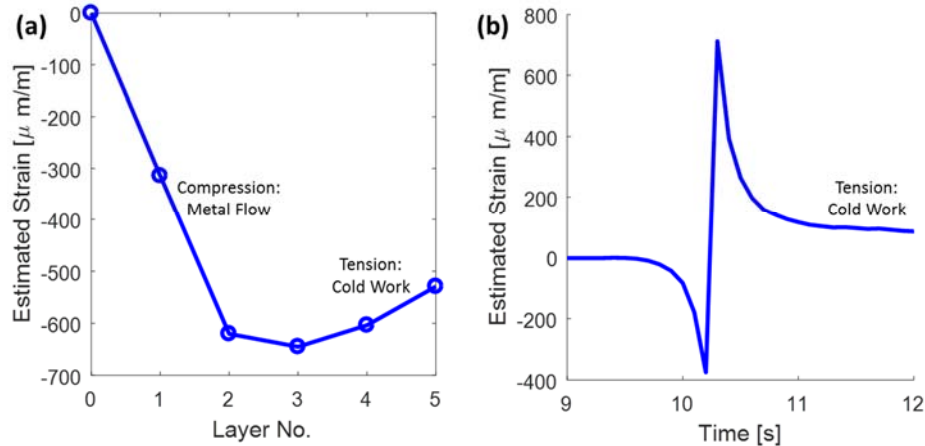 (a)
0
-100
-200
-300
-400
-500
-600
-700
Estimated Strain [μ m/m]
Compression:
Metal Flow
Tension:
Cold Work
0 1 2 3 4 5
Layer No.
(b)
800
600
400
200
0
-200
-400
Estimated Strain [μ m/m]
Tension:
Cold Work
9 10 11 12
Time [s]